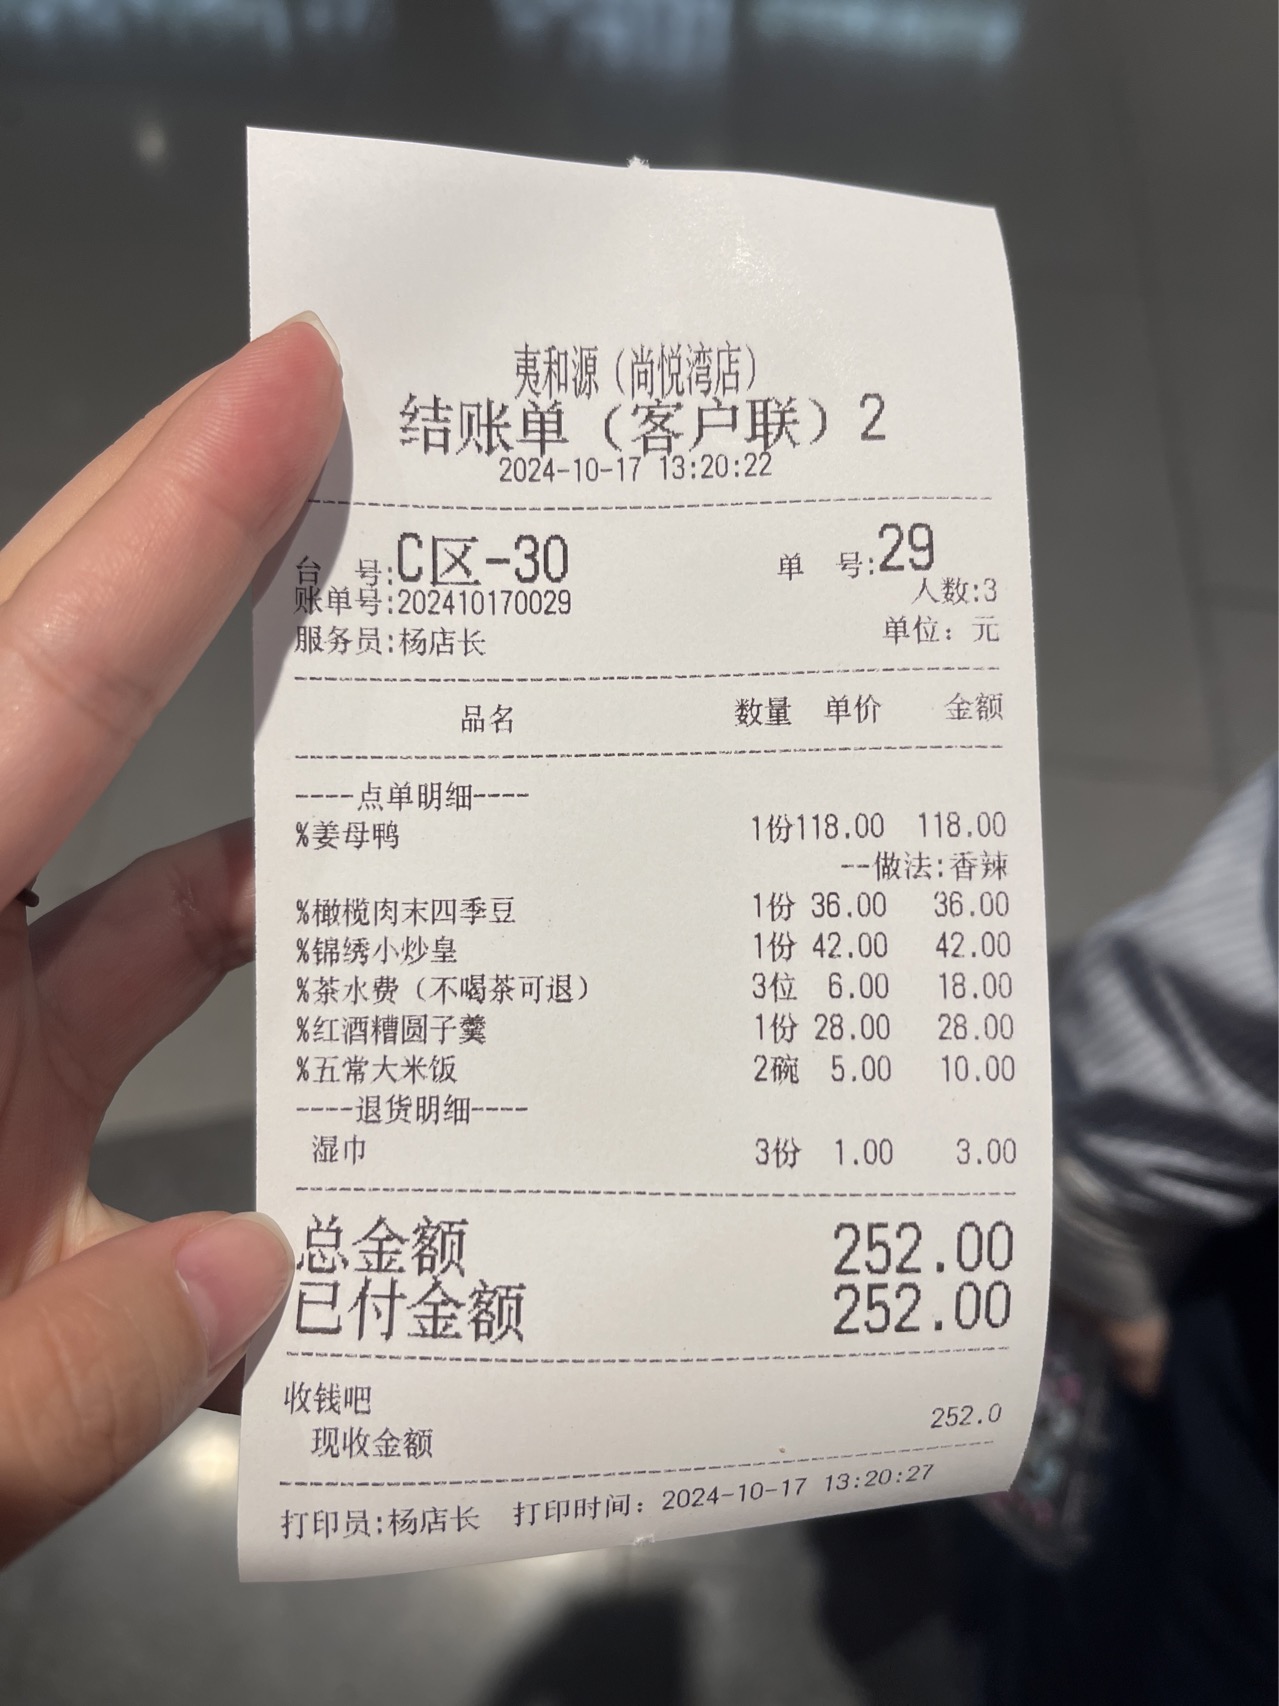 夷和源（尚悦湾店）
结账单（客户联）2
2024-10-17 13:20:22
台 号:C区-30 单 号:29
账单号:202410170029 人数:3
服务员:杨店长 单位：元
品名 数量 单价 金额
----点单明细----
%姜母鸭 1份118.00 118.00
--做法:香辣
%橄榄肉末四季豆 1份 36.00 36.00
%锦绣小炒皇 1份 42.00 42.00
%茶水费（不喝茶可退） 3位 6.00 18.00
%红酒糟圆子羹 1份 28.00 28.00
%五常大米饭 2碗 5.00 10.00
----退货明细----
湿巾 3份 1.00 3.00
总金额 252.00
已付金额 252.00
收钱吧
现收金额 252.0
打印员:杨店长 打印时间：2024-10-17 13:20:27